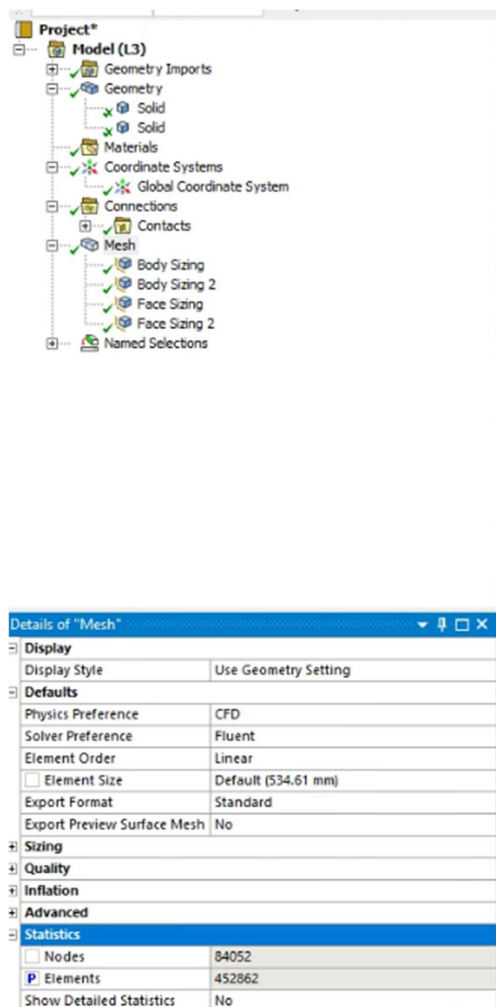 Project*
Model (L3)
Geometry Imports
Geometry
Solid
Solid
Materials
Coordinate Systems
Global Coordinate System
Connections
Contacts
Mesh
Body Sizing
Body Sizing 2
Face Sizing
Face Sizing 2
Named Selections
Details of "Mesh"
Display
Display Style Use Geometry Setting
Defaults
Physics Preference CFD
Solver Preference Fluent
Element Order Linear
Element Size Default (534.61 mm)
Export Format Standard
Export Preview Surface Mesh No
Sizing
Quality
Inflation
Advanced
Statistics
Nodes 84052
P Elements 452862
Show Detailed Statistics No